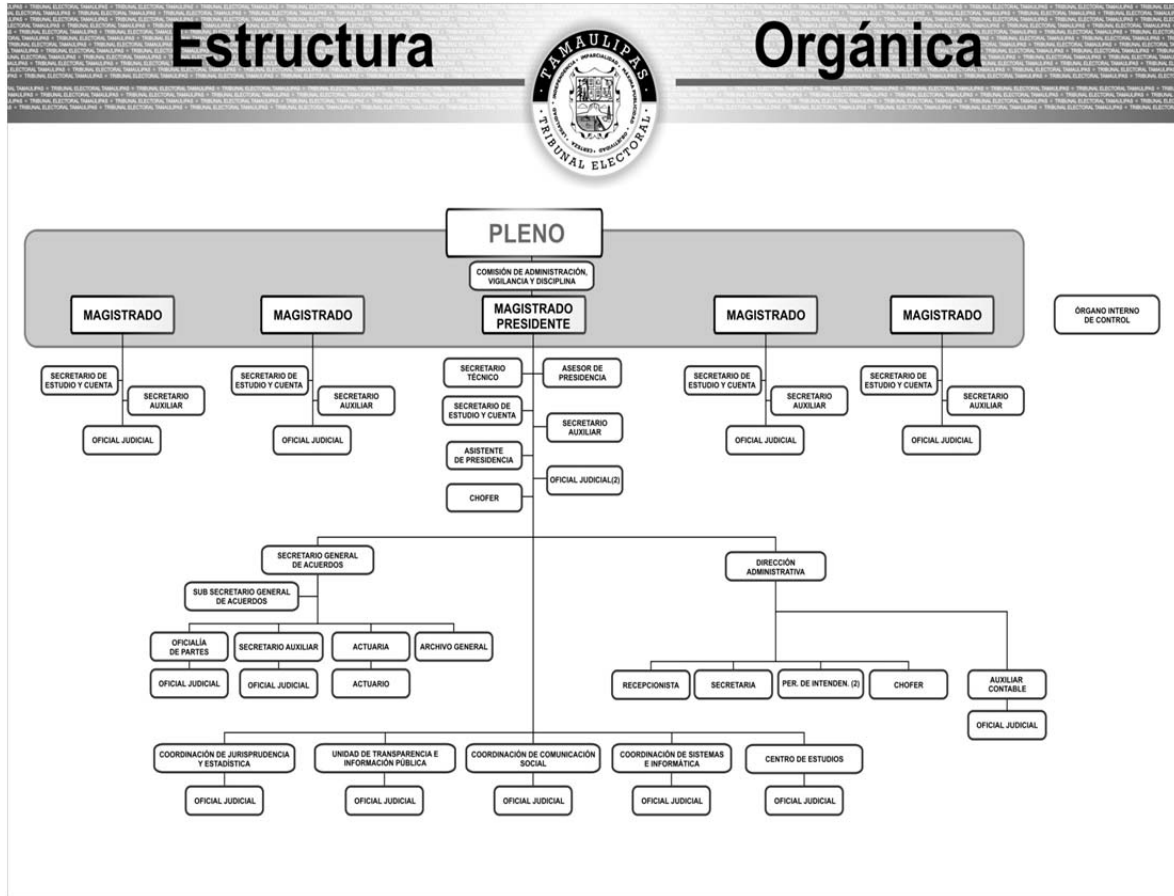 Estructura
Orgánica
TAMAULIPAS
TRIBUNAL ELECTORAL
PLENO
COMISIÓN DE ADMINISTRACIÓN,
VIGILANCIA Y DISCIPLINA
MAGISTRADO
MAGISTRADO
MAGISTRADO
PRESIDENTE
MAGISTRADO
MAGISTRADO
ÓRGANO INTERNO
DE CONTROL
SECRETARIO DE
ESTUDIO Y CUENTA
SECRETARIO
AUXILIAR
OFICIAL JUDICIAL
SECRETARIO DE
ESTUDIO Y CUENTA
SECRETARIO
AUXILIAR
OFICIAL JUDICIAL
SECRETARIO
TÉCNICO
ASESOR DE
PRESIDENCIA
SECRETARIO DE
ESTUDIO Y CUENTA
SECRETARIO
AUXILIAR
ASISTENTE
DE PRESIDENCIA
OFICIAL JUDICIAL(2)
CHOFER
SECRETARIO DE
ESTUDIO Y CUENTA
SECRETARIO
AUXILIAR
OFICIAL JUDICIAL
SECRETARIO DE
ESTUDIO Y CUENTA
SECRETARIO
AUXILIAR
OFICIAL JUDICIAL
SECRETARIO GENERAL
DE ACUERDOS
SUB SECRETARIO GENERAL
DE ACUERDOS
OFICIALÍA
DE PARTES
SECRETARIO AUXILIAR
ACTUARIA
ARCHIVO GENERAL
OFICIAL JUDICIAL
OFICIAL JUDICIAL
ACTUARIO
DIRECCIÓN
ADMINISTRATIVA
RECEPCIONISTA
SECRETARIA
PER. DE INTENDEN. (2)
CHOFER
AUXILIAR
CONTABLE
OFICIAL JUDICIAL
COORDINACIÓN DE JURISPRUDENCIA
Y ESTADÍSTICA
UNIDAD DE TRANSPARENCIA E
INFORMACIÓN PÚBLICA
COORDINACIÓN DE COMUNICACIÓN
SOCIAL
COORDINACIÓN DE SISTEMAS
E INFORMÁTICA
CENTRO DE ESTUDIOS
OFICIAL JUDICIAL
OFICIAL JUDICIAL
OFICIAL JUDICIAL
OFICIAL JUDICIAL
OFICIAL JUDICIAL